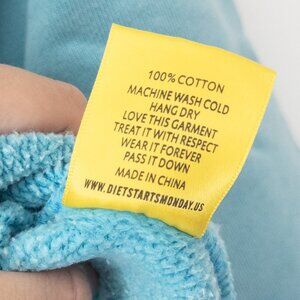 100% COTTON
MACHINE WASH COLD
HANG DRY
LOVE THIS GARMENT
TREAT IT WITH RESPECT
WEAR IT FOREVER
PASS IT DOWN
MADE IN CHINA
WWW.DIETSTARTSMONDAY.US